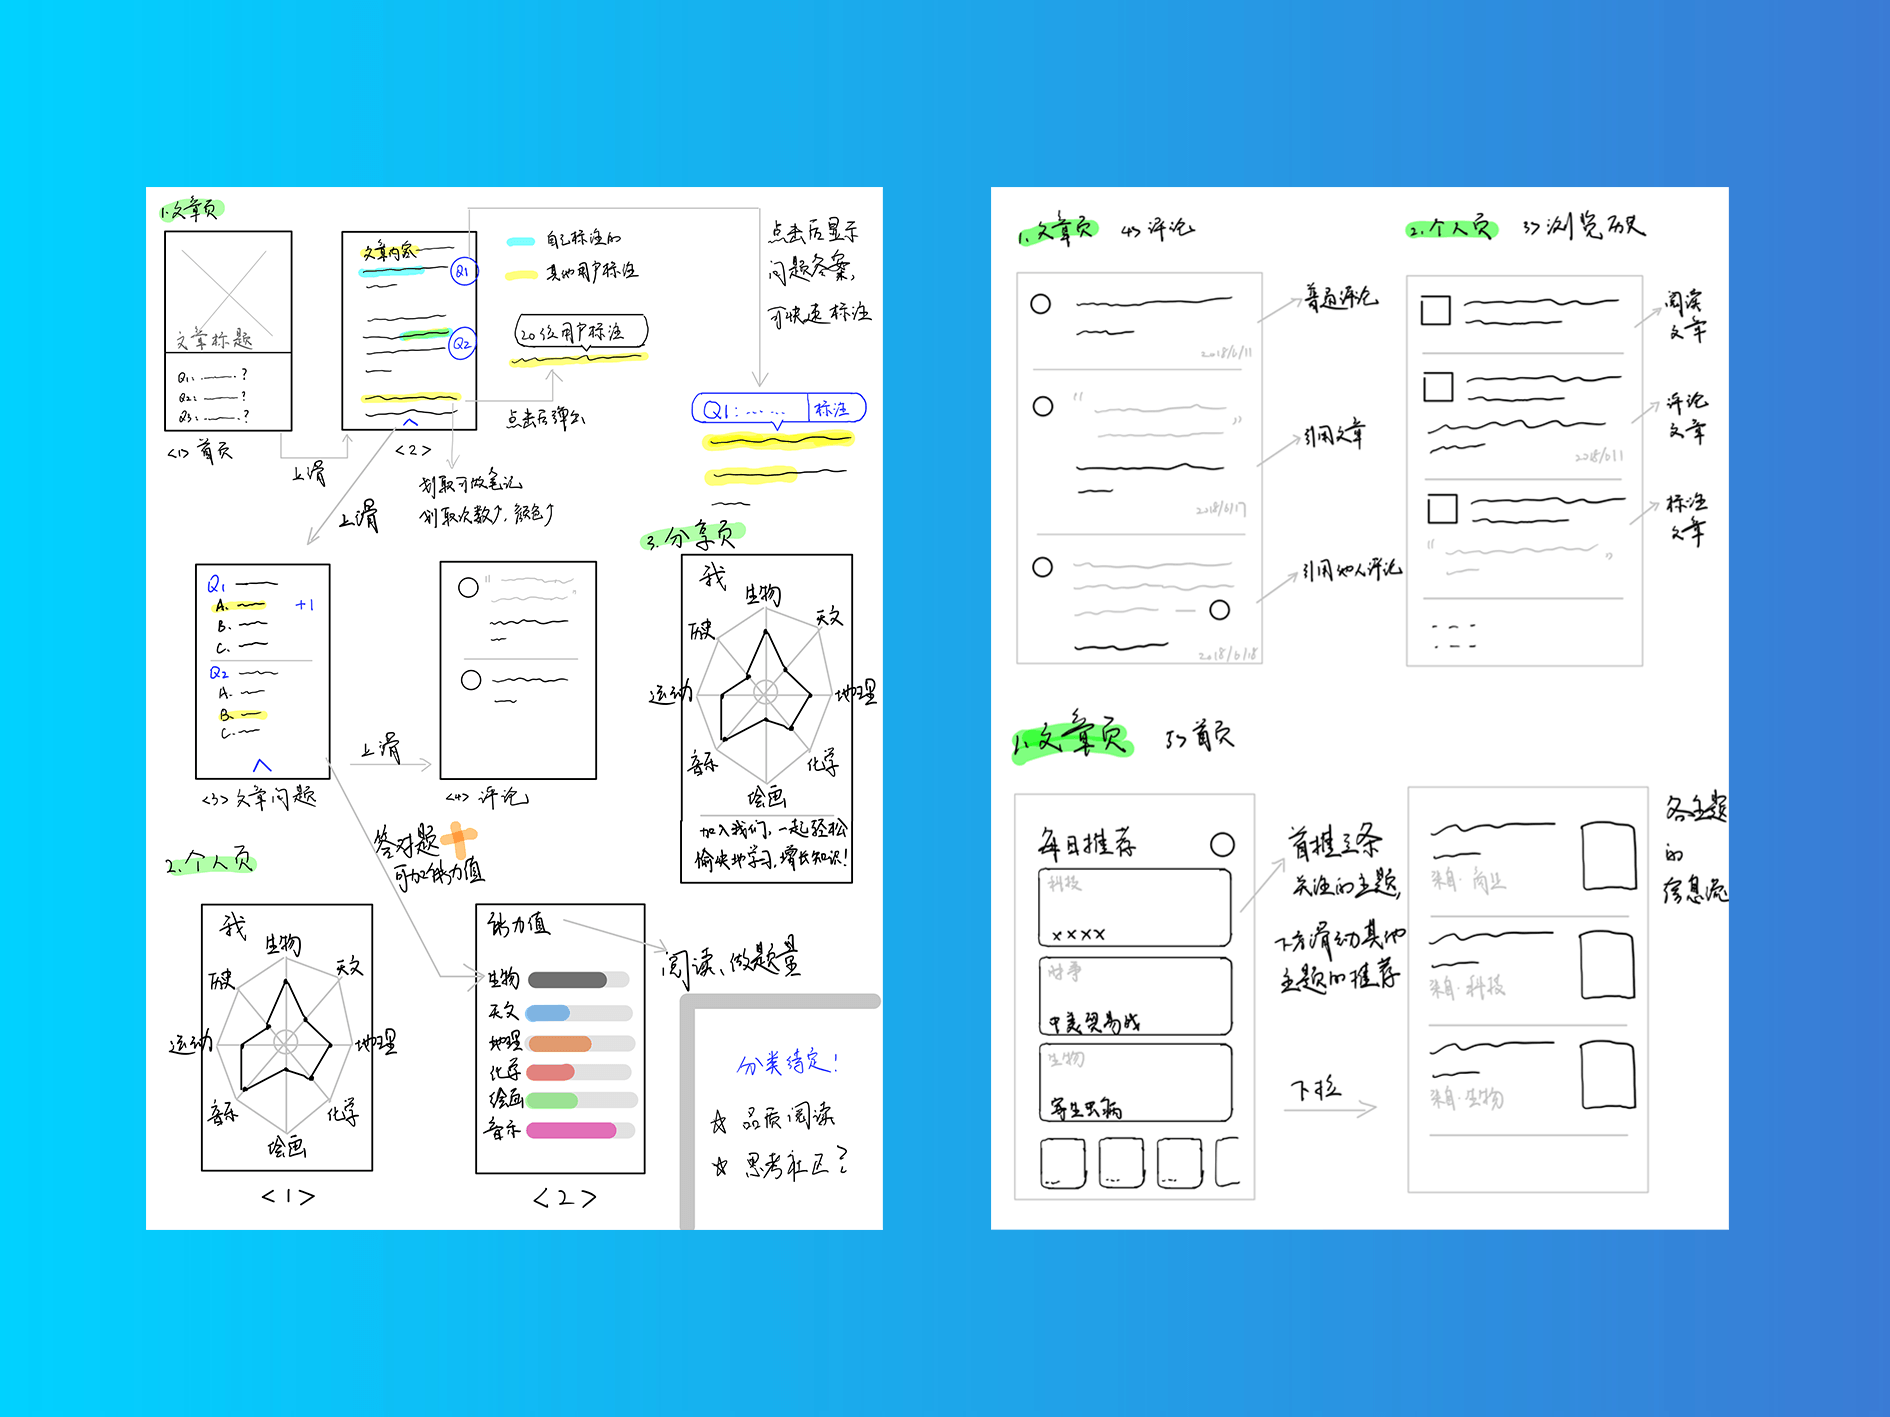 1.文章页
文章标题
Q1: ?
Q2: ?
Q3: ?
<1> 首页
上滑
文章内容
Q1
Q2
<2>
自己标注的
其他用户标注
20位用户标注
点击后弹出
点击后显示
问题答案,
可快速标注
Q1: …… 标注
划取可做笔记
划取次数↑, 颜色↑
上滑
Q1
A.
+1
B.
C.
Q2
A.
B.
C.
<3> 文章问题
上滑
<4> 评论
答对题
可加能力值
3.分享页
我
生物
天文
地理
化学
绘画
音乐
运动
历史
加入我们,一起轻松
愉快地学习,增长知识!
2.个人页
我
生物
天文
地理
化学
绘画
音乐
运动
历史
<1>
能力值
生物
天文
地理
化学
绘画
音乐
<2>
阅读、做题量
分类待定!
☆ 品质阅读
☆ 思考社区?
1.文章页 4> 评论
2018/6/11
普通评论
“ ”
2018/6/17
引用文章
2018/6/18
引用他人评论
2.个人页 3> 浏览历史
阅读
文章
评论
文章
标注
文章
“ ”
1.文章页 5> 首页
每日推荐
科技
××××
时事
中美贸易战
生物
寄生虫病
首推三条
关注的主题,
下方滑动其他
主题的推荐
下拉
来自·商业
来自·科技
来自·生物
各主题
的
信息流